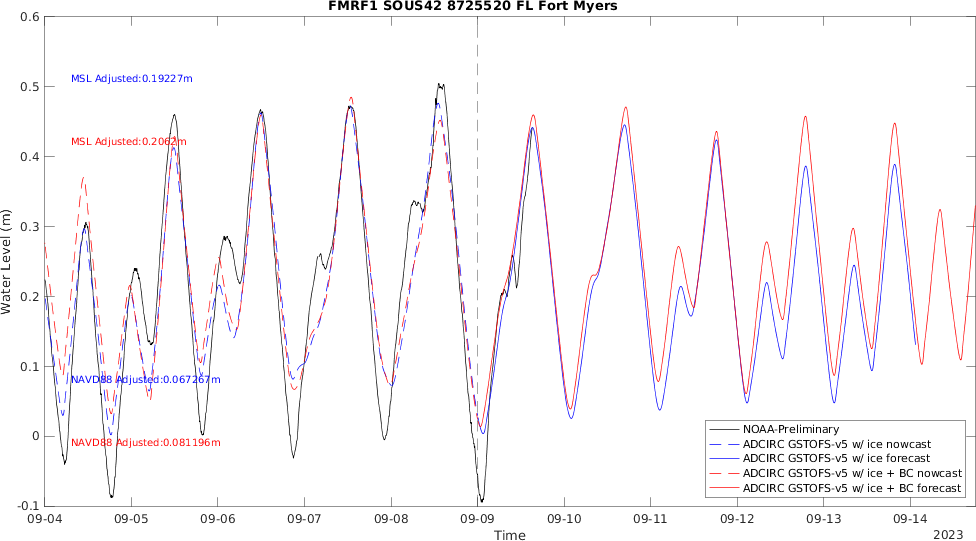 FMRF1 SOUS42 8725520 FL Fort Myers
0.6
0.5
0.4
0.3
0.2
0.1
0
-0.1
Water Level (m)
MSL Adjusted:0.19227m
MSL Adjusted:0.2062m
NAVD88 Adjusted:0.067267m
NAVD88 Adjusted:0.081196m
NOAA-Preliminary
ADCIRC GSTOFS-v5 w/ ice nowcast
ADCIRC GSTOFS-v5 w/ ice forecast
ADCIRC GSTOFS-v5 w/ ice + BC nowcast
ADCIRC GSTOFS-v5 w/ ice + BC forecast
09-04 09-05 09-06 09-07 09-08 09-09 09-10 09-11 09-12 09-13 09-14
Time
2023